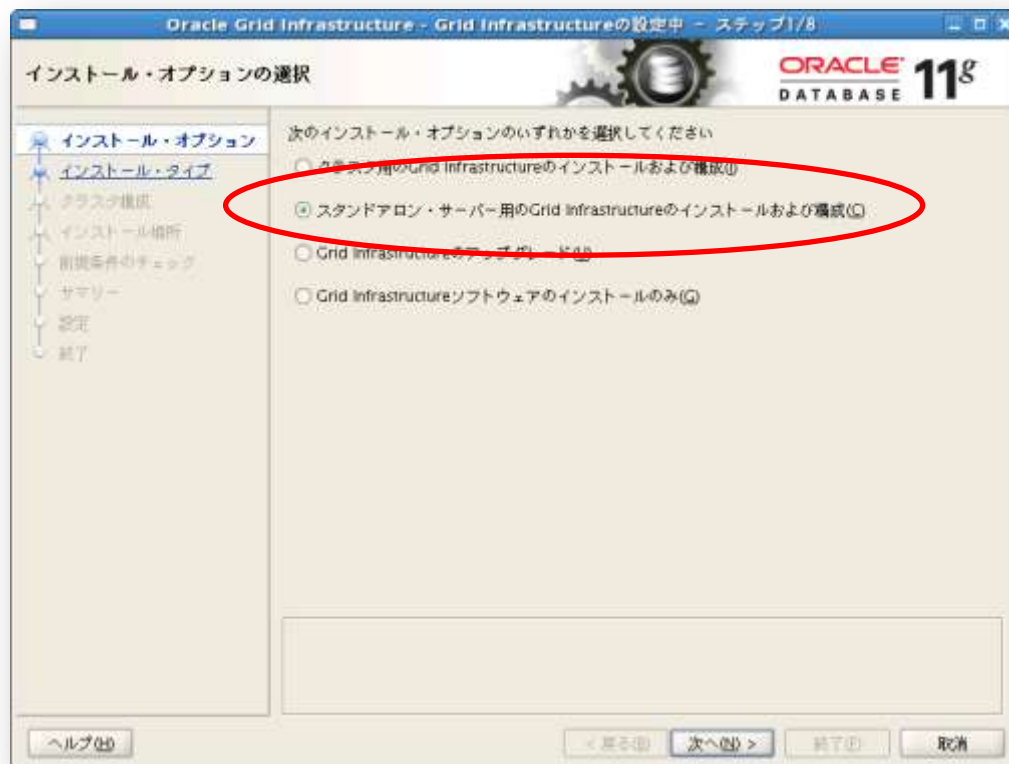 Oracle Grid Infrastructure - Grid Infrastructureの設定中 - ステップ1/8
インストール・オプションの選択
ORACLE
DATABASE
11g
インストール・オプション
インストール・タイプ
クラスタ構成
インストール場所
前提条件のチェック
サマリー
設定
終了
次のインストール・オプションのいずれかを選択してください
クラスタ用のGrid Infrastructureのインストールおよび構成(I)
スタンドアロン・サーバー用のGrid Infrastructureのインストールおよび構成(C)
Grid Infrastructureのアップグレード(U)
Grid Infrastructureソフトウェアのインストールのみ(G)
ヘルプ(H)
< 戻る(B)
次へ(N) >
終了(F)
取消